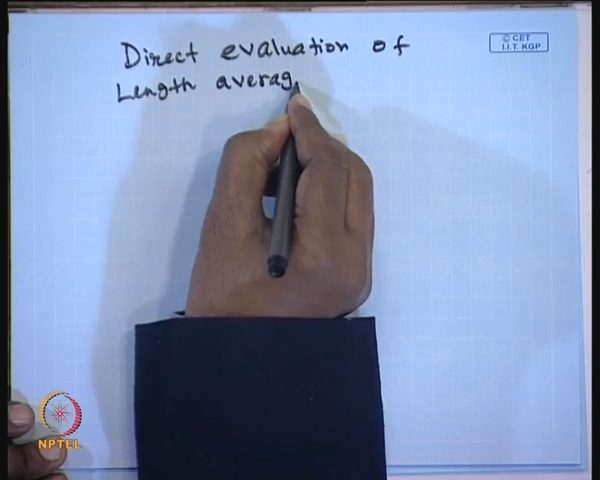 Direct evaluation of
Length averag
© CET
I.I.T. KGP
NPTEL